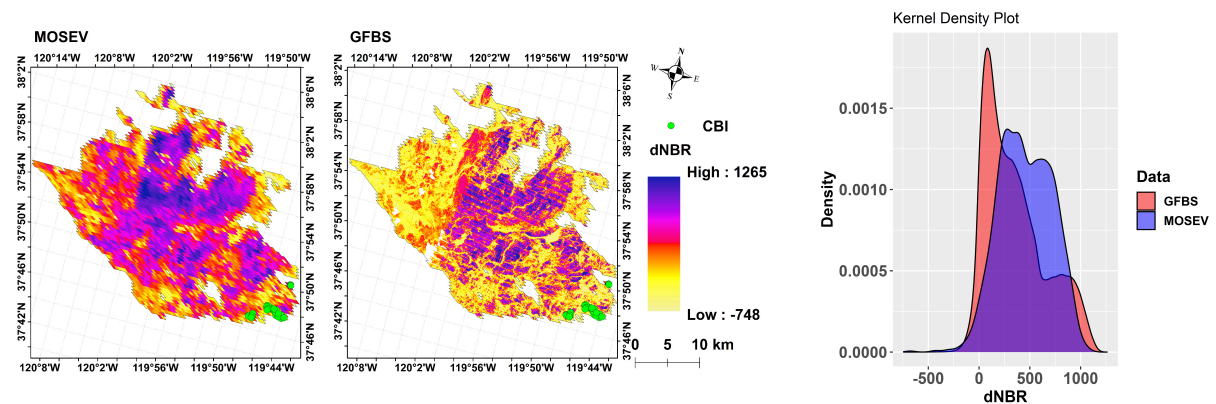 MOSEV
120°14'W 120°8'W 120°2'W 119°56'W 119°50'W
38°2'N
37°58'N
37°54'N
37°50'N
37°46'N
37°42'N
38°6'N
38°2'N
37°58'N
37°54'N
37°50'N
37°46'N
120°8'W 120°2'W 119°56'W 119°50'W 119°44'W
GFBS
120°14'W 120°8'W 120°2'W 119°56'W 119°50'W
38°2'N
37°58'N
37°54'N
37°50'N
37°46'N
37°42'N
38°6'N
38°2'N
37°58'N
37°54'N
37°50'N
37°46'N
120°8'W 120°2'W 119°56'W 119°50'W 119°44'W
N
W E
S
CBI
dNBR
High : 1265
Low : -748
0 5 10 km
Kernel Density Plot
Density
0.0015
0.0010
0.0005
0.0000
-500 0 500 1000
dNBR
Data
GFBS
MOSEV